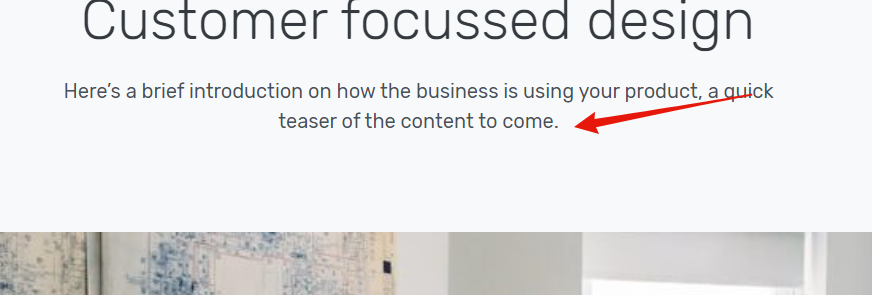 Customer focussed design
Here's a brief introduction on how the business is using your product, a quick
teaser of the content to come.